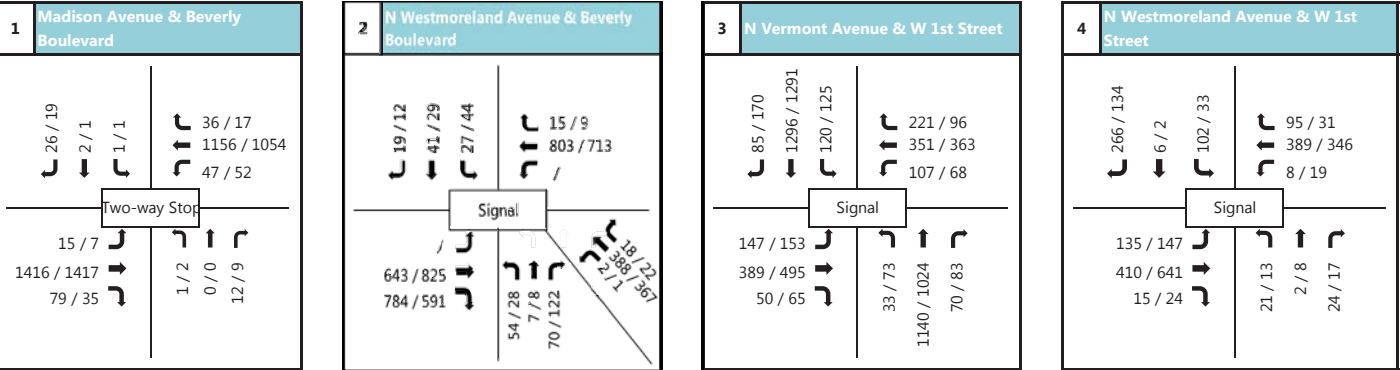 1
Madison Avenue & Beverly
Boulevard
26 / 19
2 / 1
1 / 1
36 / 17
1156 / 1054
47 / 52
Two-way Stop
15 / 7
1416 / 1417
79 / 35
1 / 2
0 / 0
12 / 9
2
N Westmoreland Avenue & Beverly
Boulevard
19 / 12
41 / 29
27 / 44
15 / 9
803 / 713
/
Signal
/
643 / 825
784 / 591
54 / 28
7 / 8
70 / 122
2 / 1
388 / 367
18 / 22
3
N Vermont Avenue & W 1st Street
85 / 170
1296 / 1291
120 / 125
221 / 96
351 / 363
107 / 68
Signal
147 / 153
389 / 495
50 / 65
33 / 73
1140 / 1024
70 / 83
4
N Westmoreland Avenue & W 1st
Street
266 / 134
6 / 2
102 / 33
95 / 31
389 / 346
8 / 19
Signal
135 / 147
410 / 641
15 / 24
21 / 13
2 / 8
24 / 17